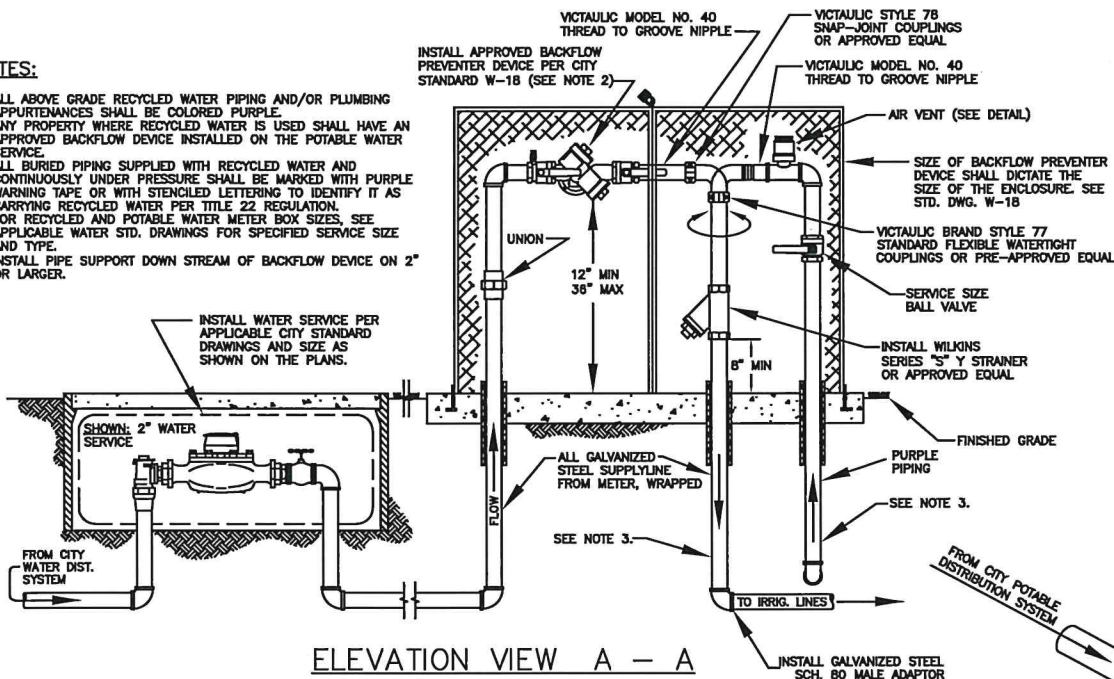 TES:
LL ABOVE GRADE RECYCLED WATER PIPING AND/OR PLUMBING
APPURTENANCES SHALL BE COLORED PURPLE.
ANY PROPERTY WHERE RECYCLED WATER IS USED SHALL HAVE AN
APPROVED BACKFLOW DEVICE INSTALLED ON THE POTABLE WATER
SERVICE.
LL BURIED PIPING SUPPLIED WITH RECYCLED WATER AND
CONTINUOUSLY UNDER PRESSURE SHALL BE MARKED WITH PURPLE
WARNING TAPE OR WITH STENCILED LETTERING TO IDENTIFY IT AS
CARRYING RECYCLED WATER PER TITLE 22 REGULATION.
OR RECYCLED AND POTABLE WATER METER BOX SIZES, SEE
APPLICABLE WATER STD. DRAWINGS FOR SPECIFIED SERVICE SIZE
AND TYPE.
NSTALL PIPE SUPPORT DOWN STREAM OF BACKFLOW DEVICE ON 2"
OR LARGER.
INSTALL APPROVED BACKFLOW
PREVENTER DEVICE PER CITY
STANDARD W-18 (SEE NOTE 2)
VICTAULIC MODEL NO. 40
THREAD TO GROOVE NIPPLE
VICTAULIC STYLE 78
SNAP-JOINT COUPLINGS
OR APPROVED EQUAL
VICTAULIC MODEL NO. 40
THREAD TO GROOVE NIPPLE
AIR VENT (SEE DETAIL)
SIZE OF BACKFLOW PREVENTER
DEVICE SHALL DICTATE THE
SIZE OF THE ENCLOSURE. SEE
STD. DWG. W-18
VICTAULIC BRAND STYLE 77
STANDARD FLEXIBLE WATERTIGHT
COUPLINGS OR PRE-APPROVED EQUAL
SERVICE SIZE
BALL VALVE
INSTALL WILKINS
SERIES "S" Y STRAINER
OR APPROVED EQUAL
UNION
12" MIN
36" MAX
8" MIN
INSTALL WATER SERVICE PER
APPLICABLE CITY STANDARD
DRAWINGS AND SIZE AS
SHOWN ON THE PLANS.
SHOWN: 2" WATER
SERVICE
FINISHED GRADE
PURPLE
PIPING
SEE NOTE 3.
ALL GALVANIZED
STEEL SUPPLYLINE
FROM METER, WRAPPED
FLOW
SEE NOTE 3.
FROM CITY
WATER DIST.
SYSTEM
TO IRRIG. LINES
FROM CITY POTABLE
DISTRIBUTION SYSTEM
INSTALL GALVANIZED STEEL
SCH. 80 MALE ADAPTOR
ELEVATION VIEW A - A